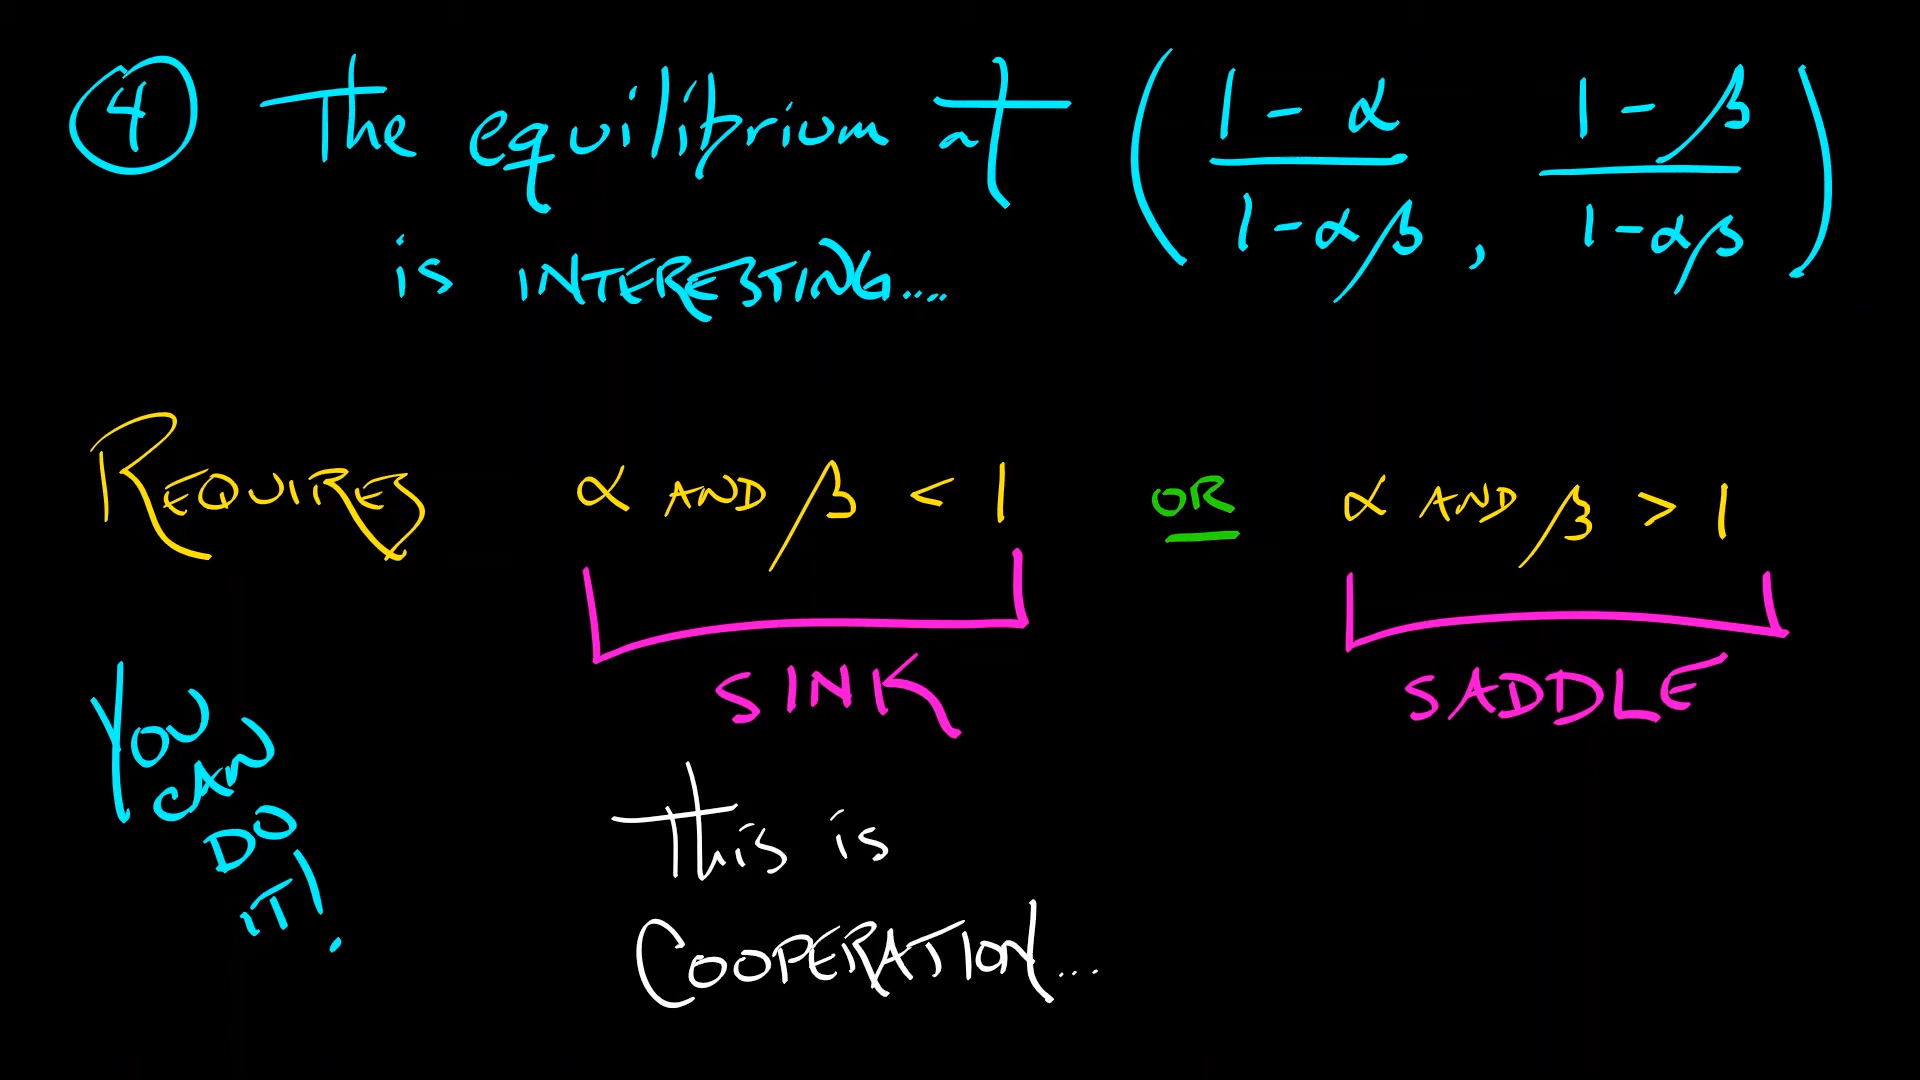 ④ The equilibrium at ( (1-α)/(1-αβ) , (1-β)/(1-αβ) )
is INTERESTING....
REQUIRES α AND β < 1 OR α AND β > 1
SINK SADDLE
YOU
CAN
DO
IT!
This is
COOPERATION...